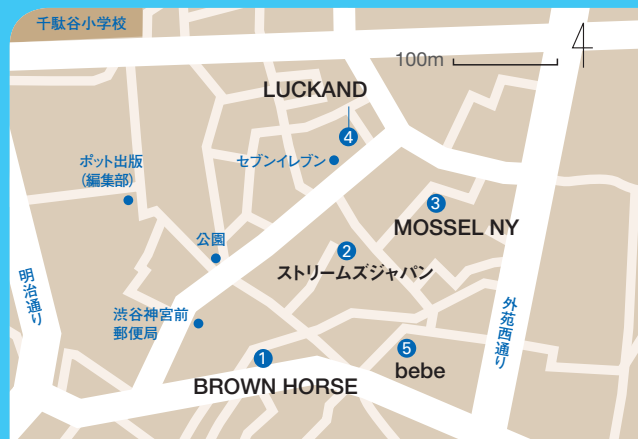 千駄谷小学校
100m
LUCKAND
4
セブンイレブン
ポット出版
(編集部)
3
MOSSEL NY
公園
2
ストリームズジャパン
明治通り
外苑西通り
渋谷神宮前
郵便局
1
BROWN HORSE
5
bebe